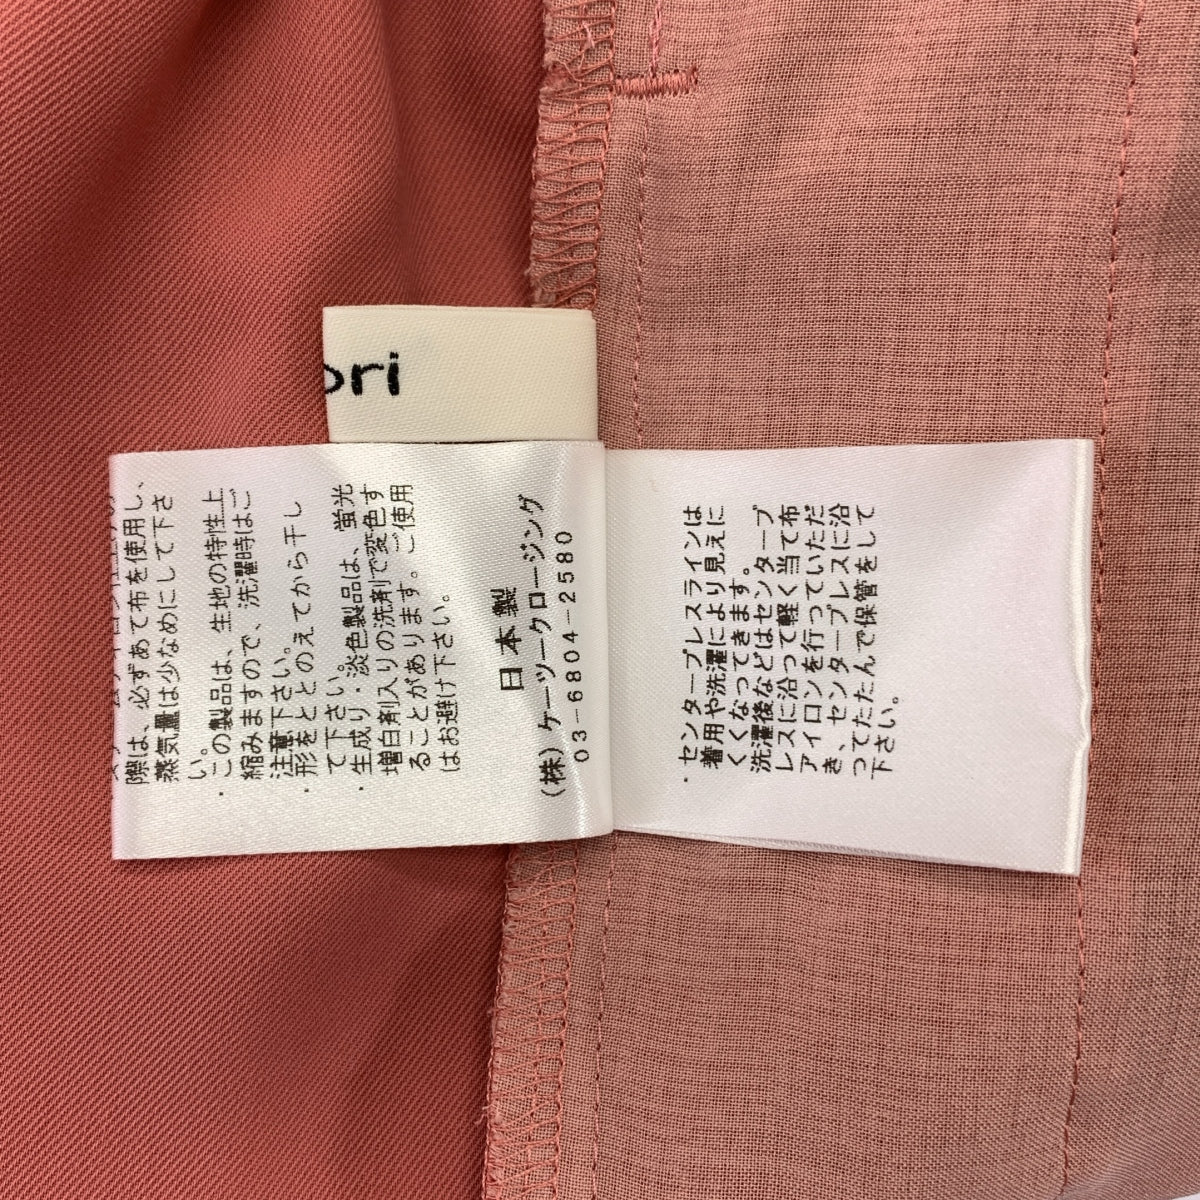 ori
際は、必ずあて布を使用し、
蒸気量は少なめにして下さ
い。
・この製品は、生地の特性上
縮みますので、洗濯時はご
注意下さい。
・形をととのえてから干し
て下さい。
・生成り・淡色製品は、蛍光
増白剤入りの洗剤で変色す
ることがあります。ご使用
はお避け下さい。
日本製
(株)ケーツークロージング
03-6804-2580
・センタープレスラインは
着用や洗濯により見えに
くくなってきます。
洗濯後などはセンタープ
レスに沿って軽く当て布
アイロンを行っていただ
き、センタープレスに沿
ってたたんで保管をして
下さい。